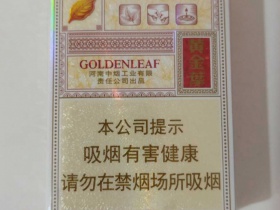 GOLDENLEAF
河南中烟工业有限
责任公司出品
黄金叶
本公司提示
吸烟有害健康
请勿在禁烟场所吸烟